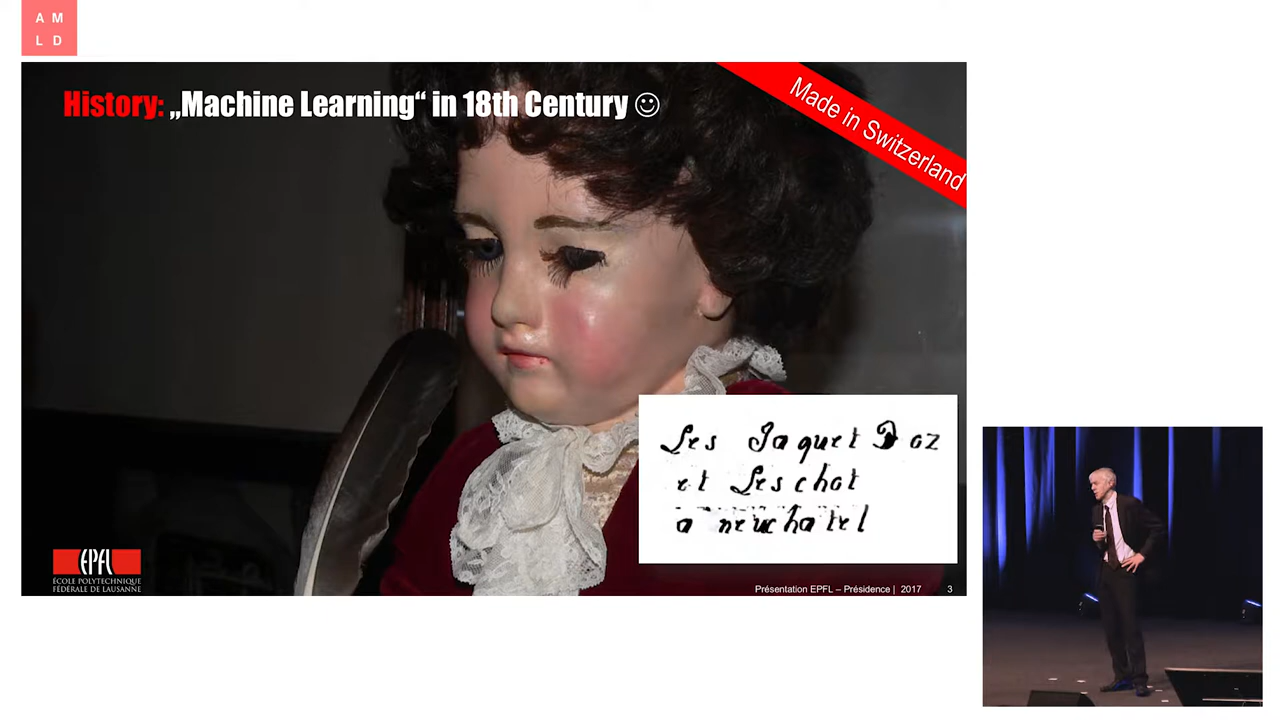 A M
L D
History: „Machine Learning“ in 18th Century ☺
Made in Switzerland
Les Jaquet Droz
et Leschot
a neuchatel
EPFL
ÉCOLE POLYTECHNIQUE
FÉDÉRALE DE LAUSANNE
Présentation EPFL – Présidence | 2017 3